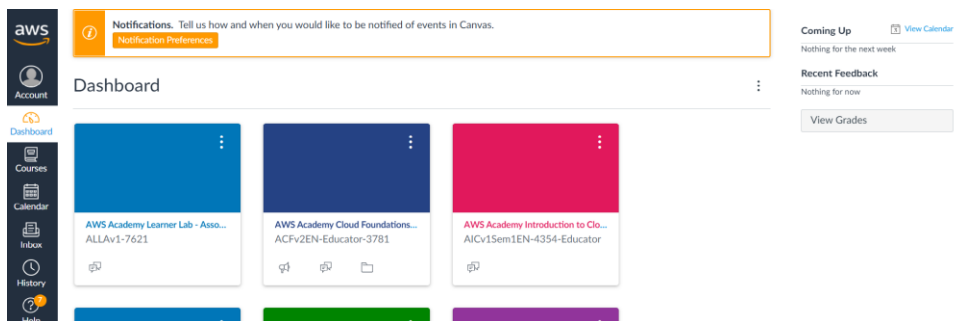 aws
Account
Dashboard
Courses
Calendar
Inbox
History
7
Help
Notifications. Tell us how and when you would like to be notified of events in Canvas.
Notification Preferences
Dashboard
AWS Academy Learner Lab - Asso...
ALLAv1-7621
AWS Academy Cloud Foundations...
ACFv2EN-Educator-3781
AWS Academy Introduction to Clo...
AICv1Sem1EN-4354-Educator
Coming Up
View Calendar
Nothing for the next week
Recent Feedback
Nothing for now
View Grades